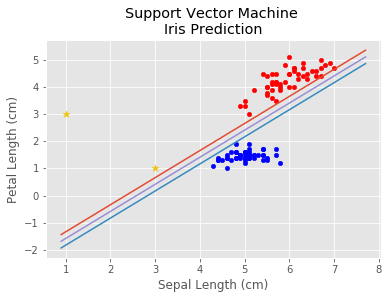 Support Vector Machine
Iris Prediction
Petal Length (cm)
5
4
3
2
1
0
−1
−2
1 2 3 4 5 6 7 8
Sepal Length (cm)